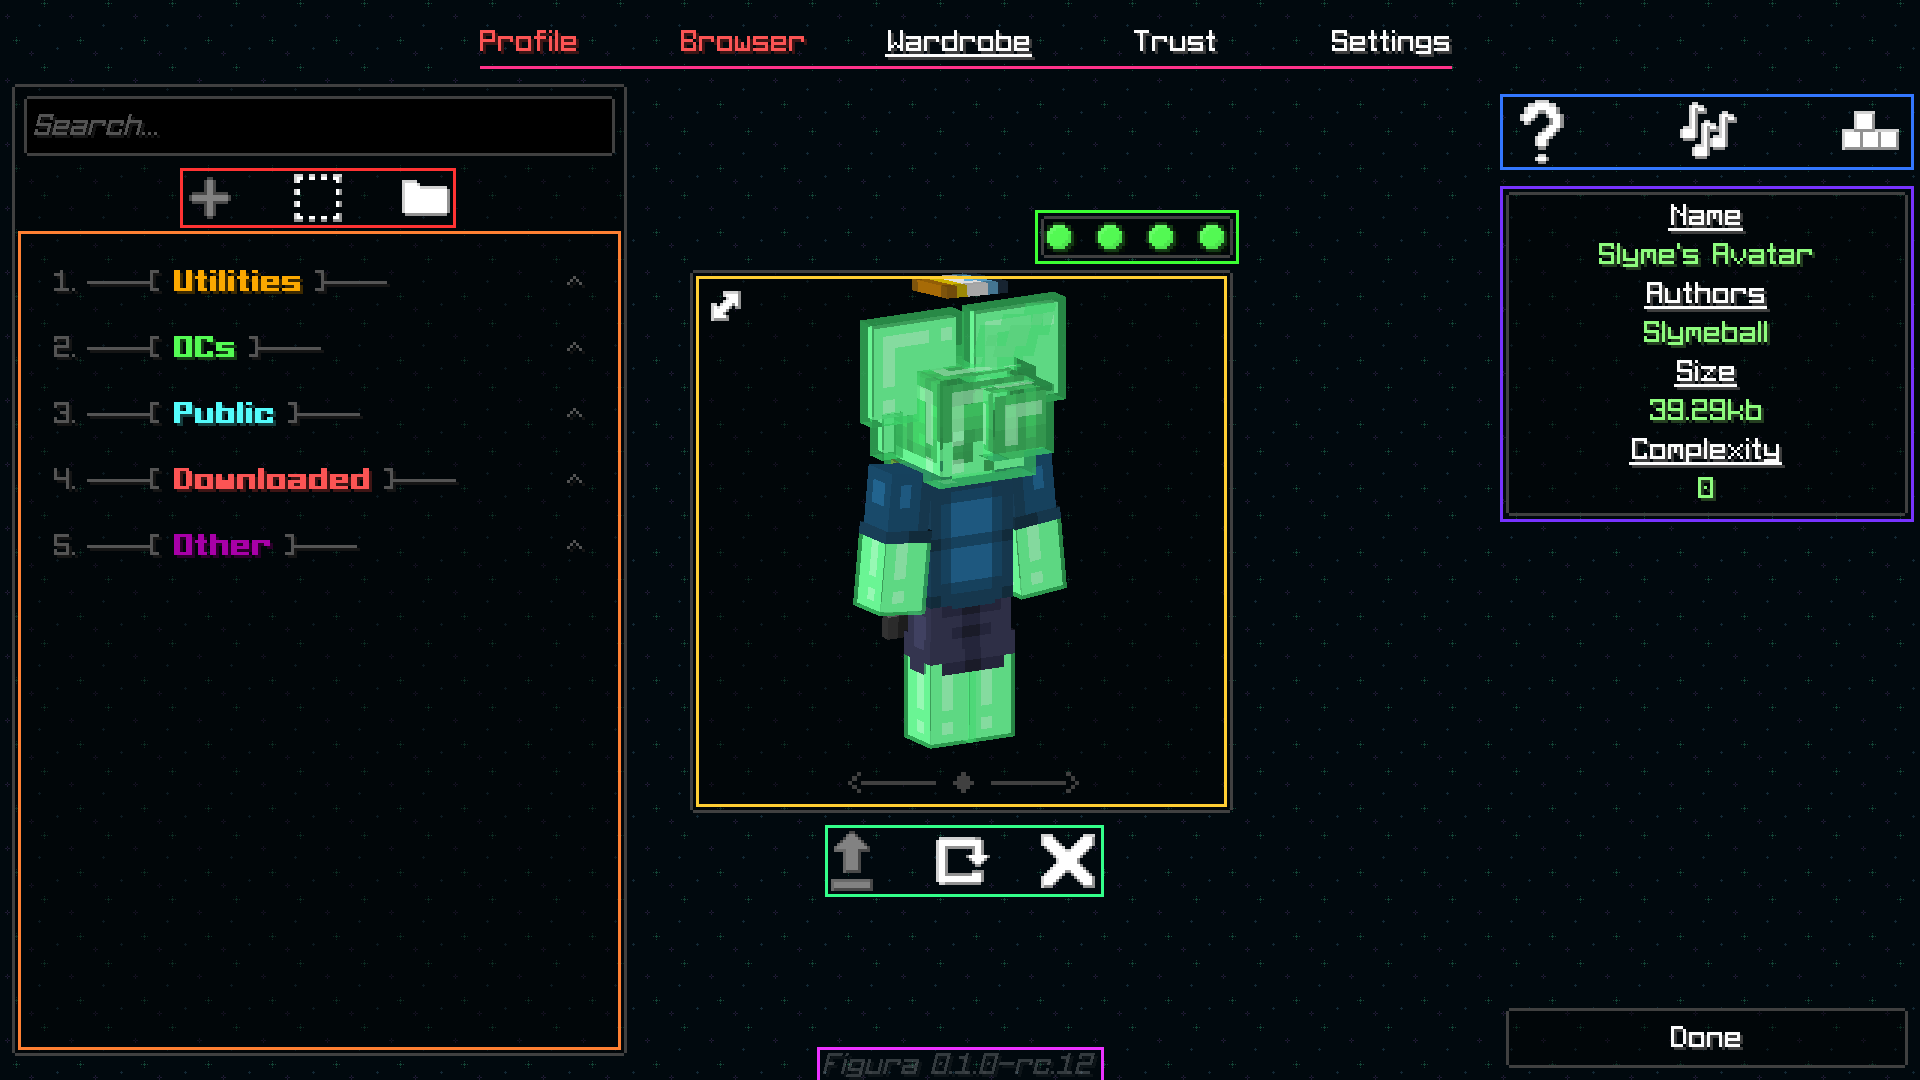 Profile Browser Wardrobe Trust Settings
Search...
1. [ Utilities ] ^
2. [ OCs ] ^
3. [ Public ] ^
4. [ Downloaded ] ^
5. [ Other ] ^
?
Name
Slyme's Avatar
Authors
Slymeball
Size
39.29kb
Complexity
0
Done
Figura 0.1.0-rc.12